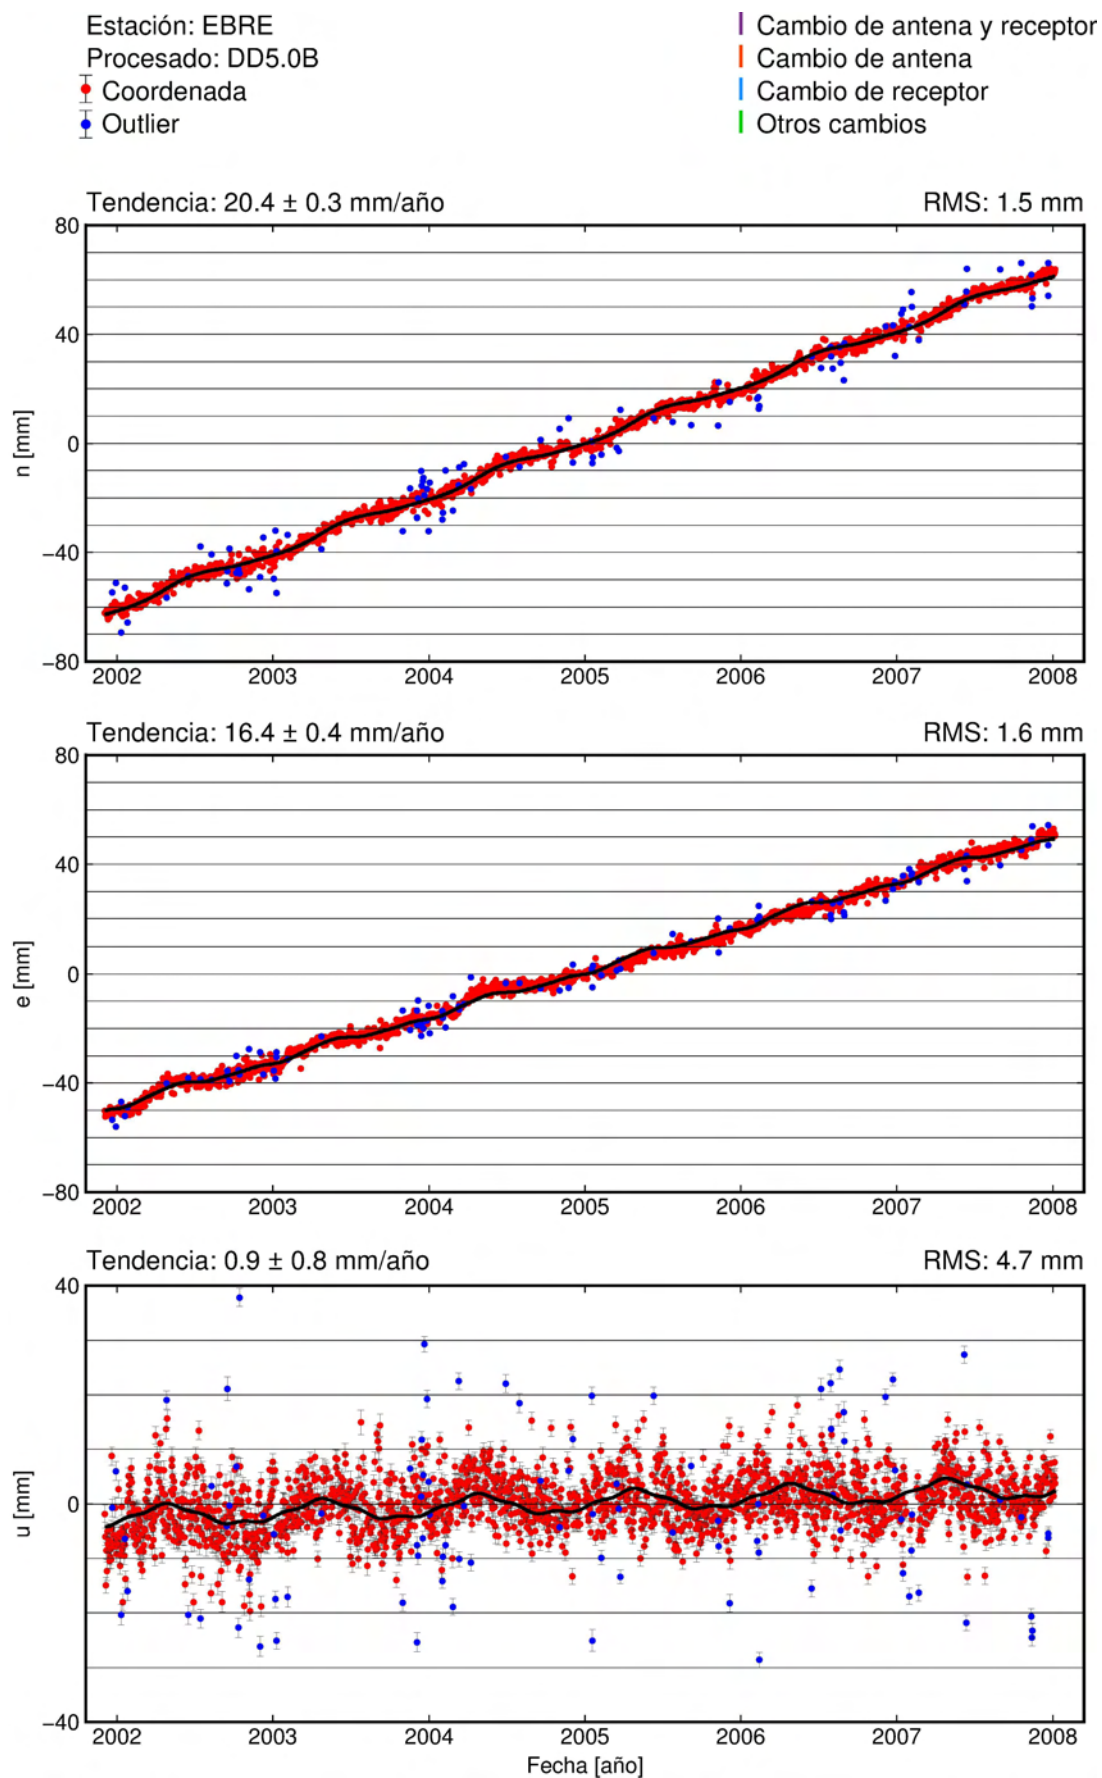 Estación: EBRE
Procesado: DD5.0B
Coordenada
Outlier
Cambio de antena y receptor
Cambio de antena
Cambio de receptor
Otros cambios
Tendencia: 20.4 ± 0.3 mm/año RMS: 1.5 mm
80
40
0
−40
−80
n [mm]
2002 2003 2004 2005 2006 2007 2008
Tendencia: 16.4 ± 0.4 mm/año RMS: 1.6 mm
80
40
0
−40
−80
e [mm]
2002 2003 2004 2005 2006 2007 2008
Tendencia: 0.9 ± 0.8 mm/año RMS: 4.7 mm
40
0
−40
u [mm]
2002 2003 2004 2005 2006 2007 2008
Fecha [año]